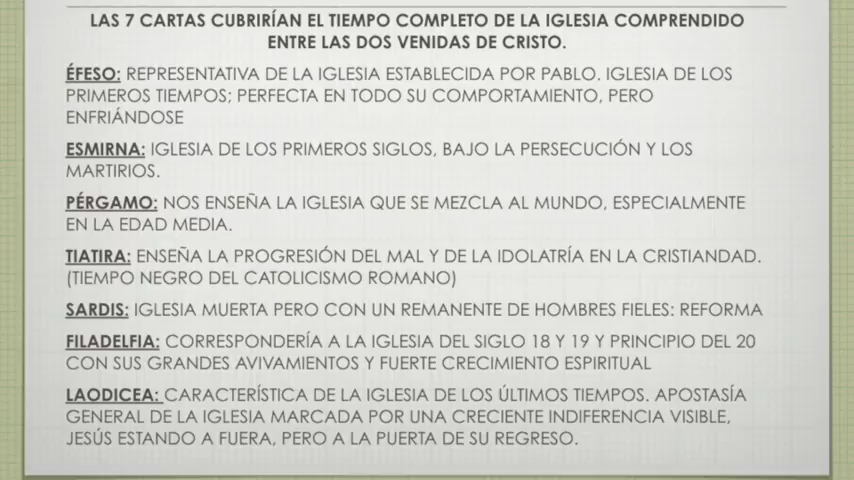 LAS 7 CARTAS CUBRIRÍAN EL TIEMPO COMPLETO DE LA IGLESIA COMPRENDIDO
ENTRE LAS DOS VENIDAS DE CRISTO.
ÉFESO: REPRESENTATIVA DE LA IGLESIA ESTABLECIDA POR PABLO. IGLESIA DE LOS
PRIMEROS TIEMPOS; PERFECTA EN TODO SU COMPORTAMIENTO, PERO
ENFRIÁNDOSE
ESMIRNA: IGLESIA DE LOS PRIMEROS SIGLOS, BAJO LA PERSECUCIÓN Y LOS
MARTIRIOS.
PÉRGAMO: NOS ENSEÑA LA IGLESIA QUE SE MEZCLA AL MUNDO, ESPECIALMENTE
EN LA EDAD MEDIA.
TIATIRA: ENSEÑA LA PROGRESIÓN DEL MAL Y DE LA IDOLATRÍA EN LA CRISTIANDAD.
(TIEMPO NEGRO DEL CATOLICISMO ROMANO)
SARDIS: IGLESIA MUERTA PERO CON UN REMANENTE DE HOMBRES FIELES: REFORMA
FILADELFIA: CORRESPONDERÍA A LA IGLESIA DEL SIGLO 18 Y 19 Y PRINCIPIO DEL 20
CON SUS GRANDES AVIVAMIENTOS Y FUERTE CRECIMIENTO ESPIRITUAL
LAODICEA: CARACTERÍSTICA DE LA IGLESIA DE LOS ÚLTIMOS TIEMPOS. APOSTASÍA
GENERAL DE LA IGLESIA MARCADA POR UNA CRECIENTE INDIFERENCIA VISIBLE,
JESÚS ESTANDO A FUERA, PERO A LA PUERTA DE SU REGRESO.